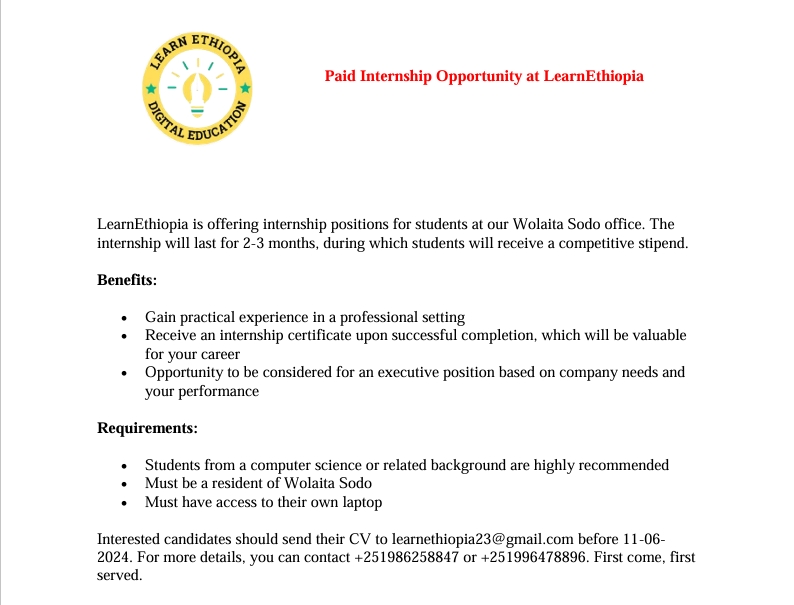 LEARN ETHIOPIA
DIGITAL EDUCATION
Paid Internship Opportunity at LearnEthiopia
LearnEthiopia is offering internship positions for students at our Wolaita Sodo office. The
internship will last for 2-3 months, during which students will receive a competitive stipend.
Benefits:
• Gain practical experience in a professional setting
• Receive an internship certificate upon successful completion, which will be valuable
for your career
• Opportunity to be considered for an executive position based on company needs and
your performance
Requirements:
• Students from a computer science or related background are highly recommended
• Must be a resident of Wolaita Sodo
• Must have access to their own laptop
Interested candidates should send their CV to learnethiopia23@gmail.com before 11-06-
2024. For more details, you can contact +251986258847 or +251996478896. First come, first
served.